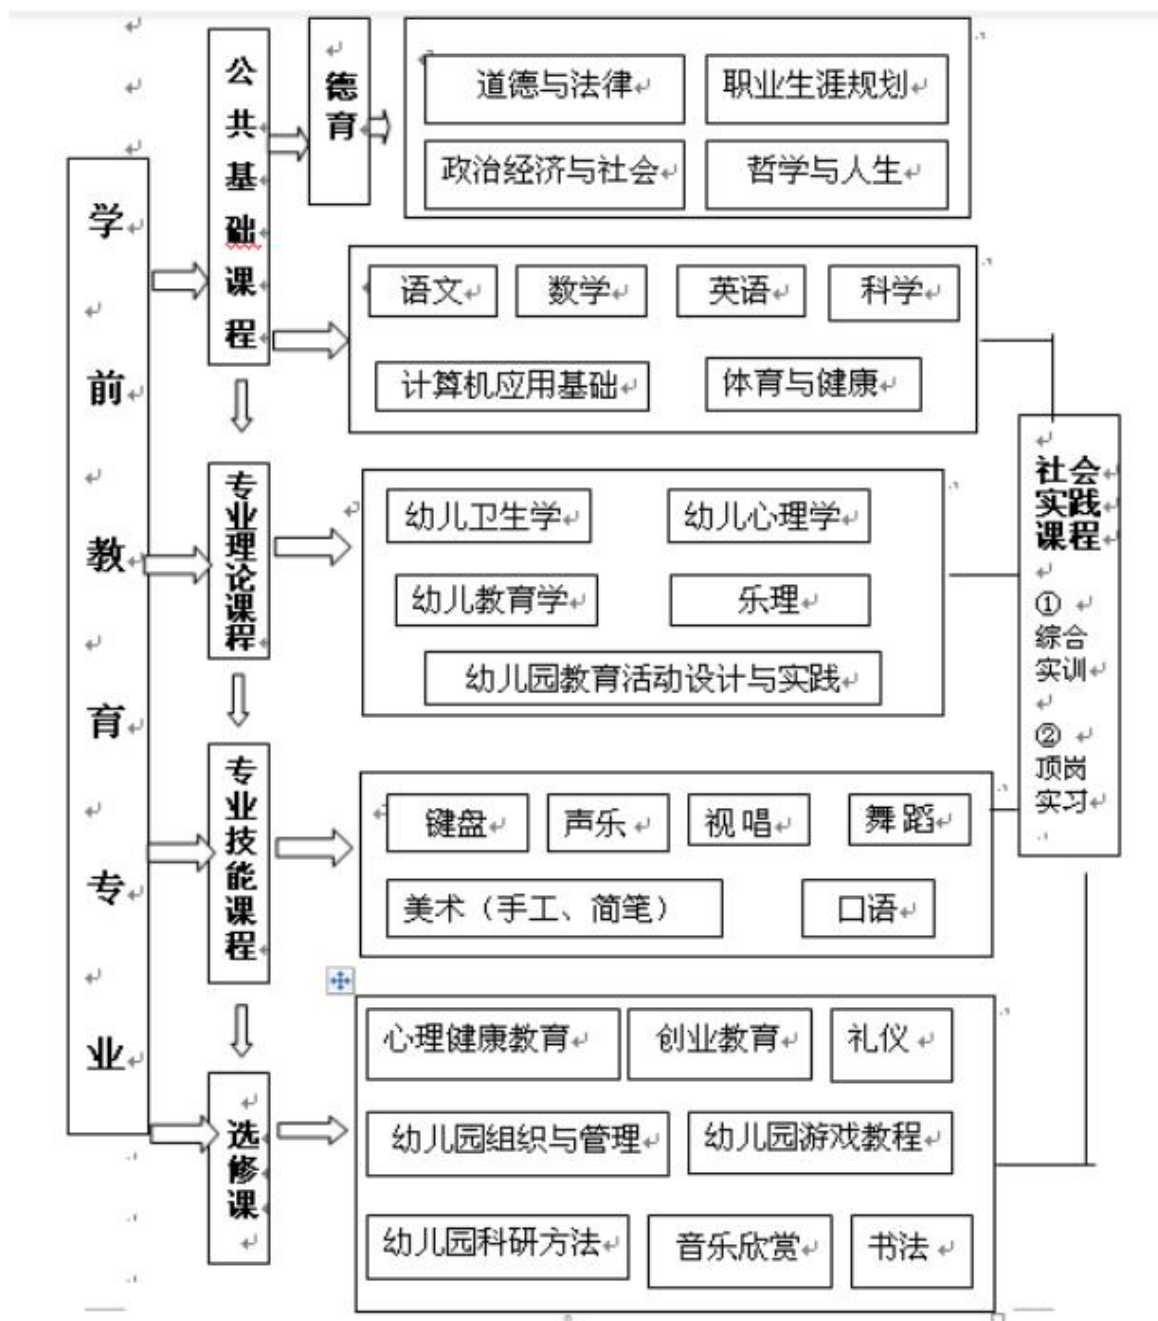 学前教育专业
公共基础课程
德育
道德与法律
职业生涯规划
政治经济与社会
哲学与人生
语文
数学
英语
科学
计算机应用基础
体育与健康
专业理论课程
幼儿卫生学
幼儿心理学
幼儿教育学
乐理
幼儿园教育活动设计与实践
专业技能课程
键盘
声乐
视唱
舞蹈
美术（手工、简笔）
口语
选修课
心理健康教育
创业教育
礼仪
幼儿园组织与管理
幼儿园游戏教程
幼儿园科研方法
音乐欣赏
书法
社会
实践
课程
①
综合
实训
②
顶岗
实习